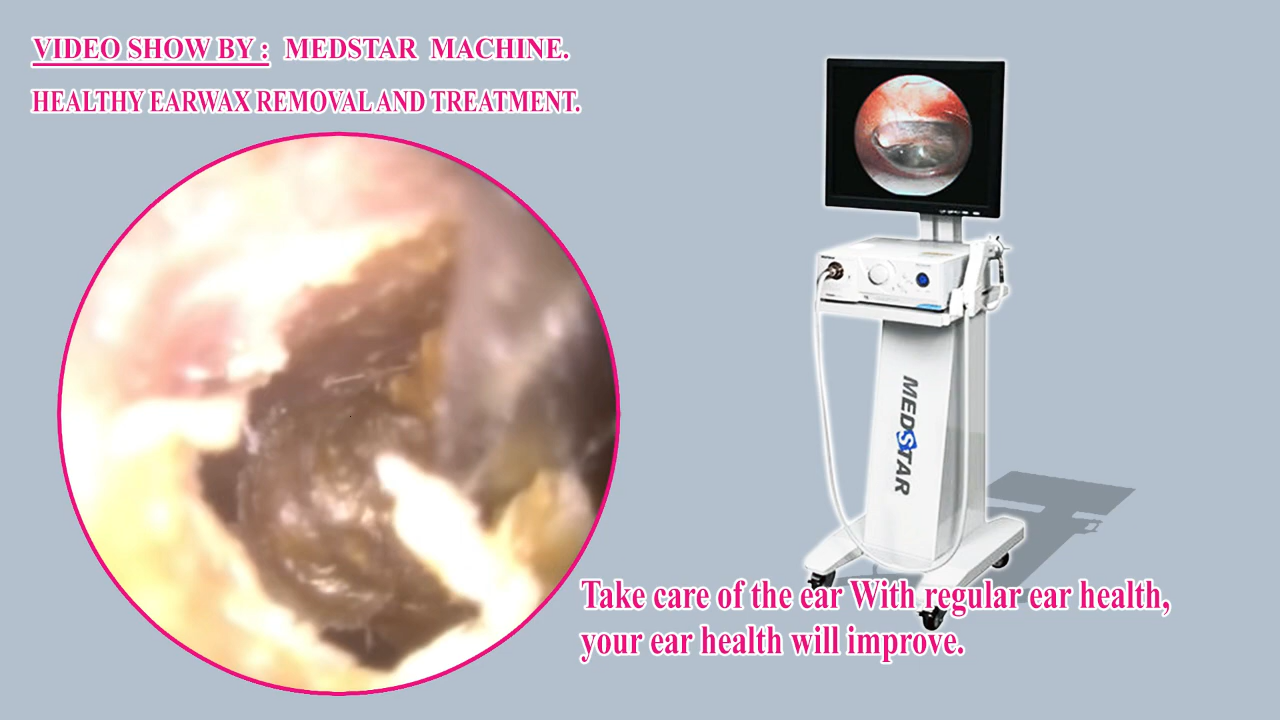 VIDEO SHOW BY : MEDSTAR MACHINE.
HEALTHY EARWAX REMOVAL AND TREATMENT.
MEDSTAR
Take care of the ear With regular ear health,
your ear health will improve.